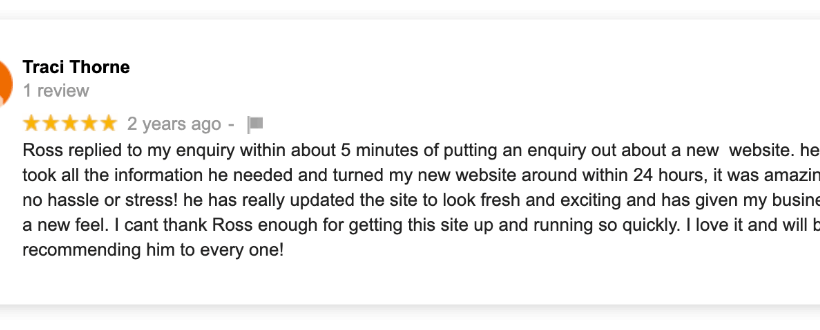 Traci Thorne
1 review
2 years ago -
Ross replied to my enquiry within about 5 minutes of putting an enquiry out about a new  website. he
took all the information he needed and turned my new website around within 24 hours, it was amazin
no hassle or stress! he has really updated the site to look fresh and exciting and has given my busine
a new feel. I cant thank Ross enough for getting this site up and running so quickly. I love it and will b
recommending him to every one!